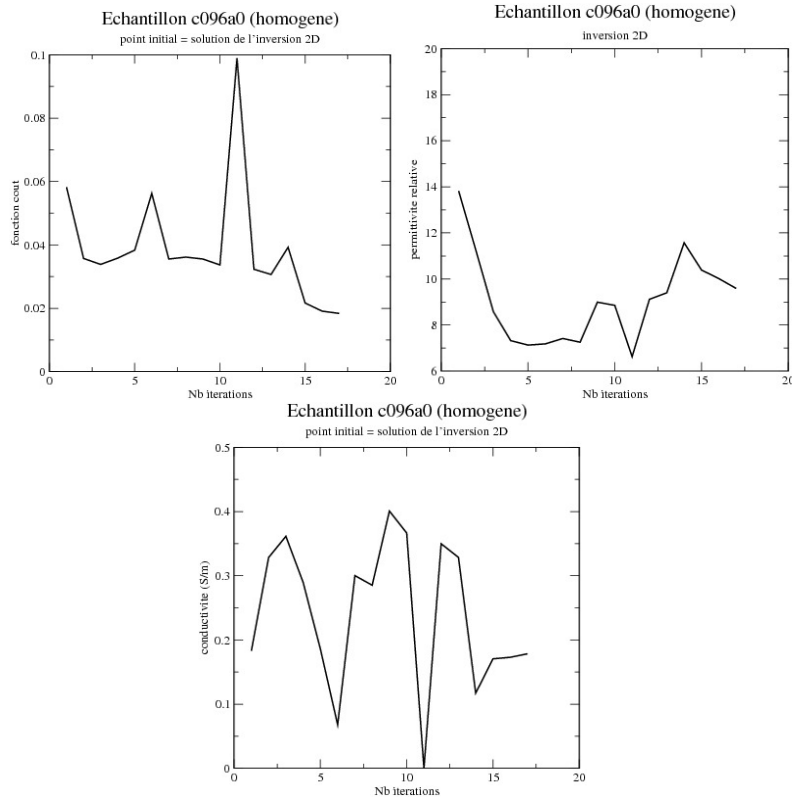 Echantillon c096a0 (homogene)
point initial = solution de l'inversion 2D
0.1
0.08
0.06
0.04
0.02
0
fonction cout
0
5
10
15
20
Nb iterations
Echantillon c096a0 (homogene)
inversion 2D
20
18
16
14
12
10
8
6
permittivite relative
0
5
10
15
20
Nb iterations
Echantillon c096a0 (homogene)
point initial = solution de l'inversion 2D
0.5
0.4
0.3
0.2
0.1
0
conductivite (S/m)
0
5
10
15
20
Nb iterations